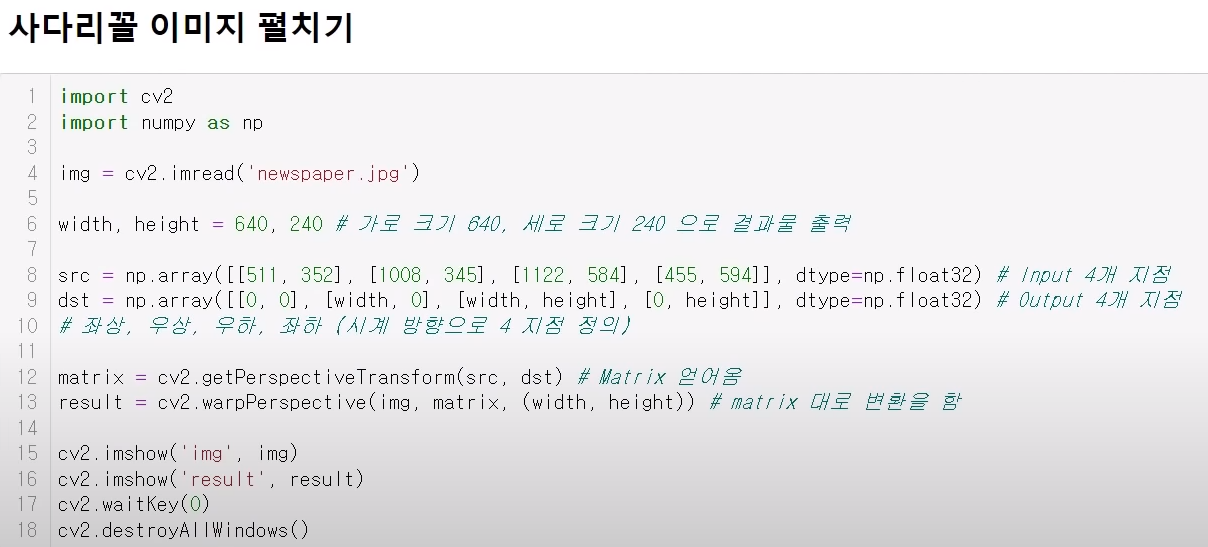 사다리꼴 이미지 펼치기
1 import cv2
2 import numpy as np
3
4 img = cv2.imread('newspaper.jpg')
5
6 width, height = 640, 240 # 가로 크기 640, 세로 크기 240 으로 결과물 출력
7
8 src = np.array([[511, 352], [1008, 345], [1122, 584], [455, 594]], dtype=np.float32) # Input 4개 지점
9 dst = np.array([[0, 0], [width, 0], [width, height], [0, height]], dtype=np.float32) # Output 4개 지점
10 # 좌상, 우상, 우하, 좌하 (시계 방향으로 4 지점 정의)
11
12 matrix = cv2.getPerspectiveTransform(src, dst) # Matrix 얻어옴
13 result = cv2.warpPerspective(img, matrix, (width, height)) # matrix 대로 변환을 함
14
15 cv2.imshow('img', img)
16 cv2.imshow('result', result)
17 cv2.waitKey(0)
18 cv2.destroyAllWindows()